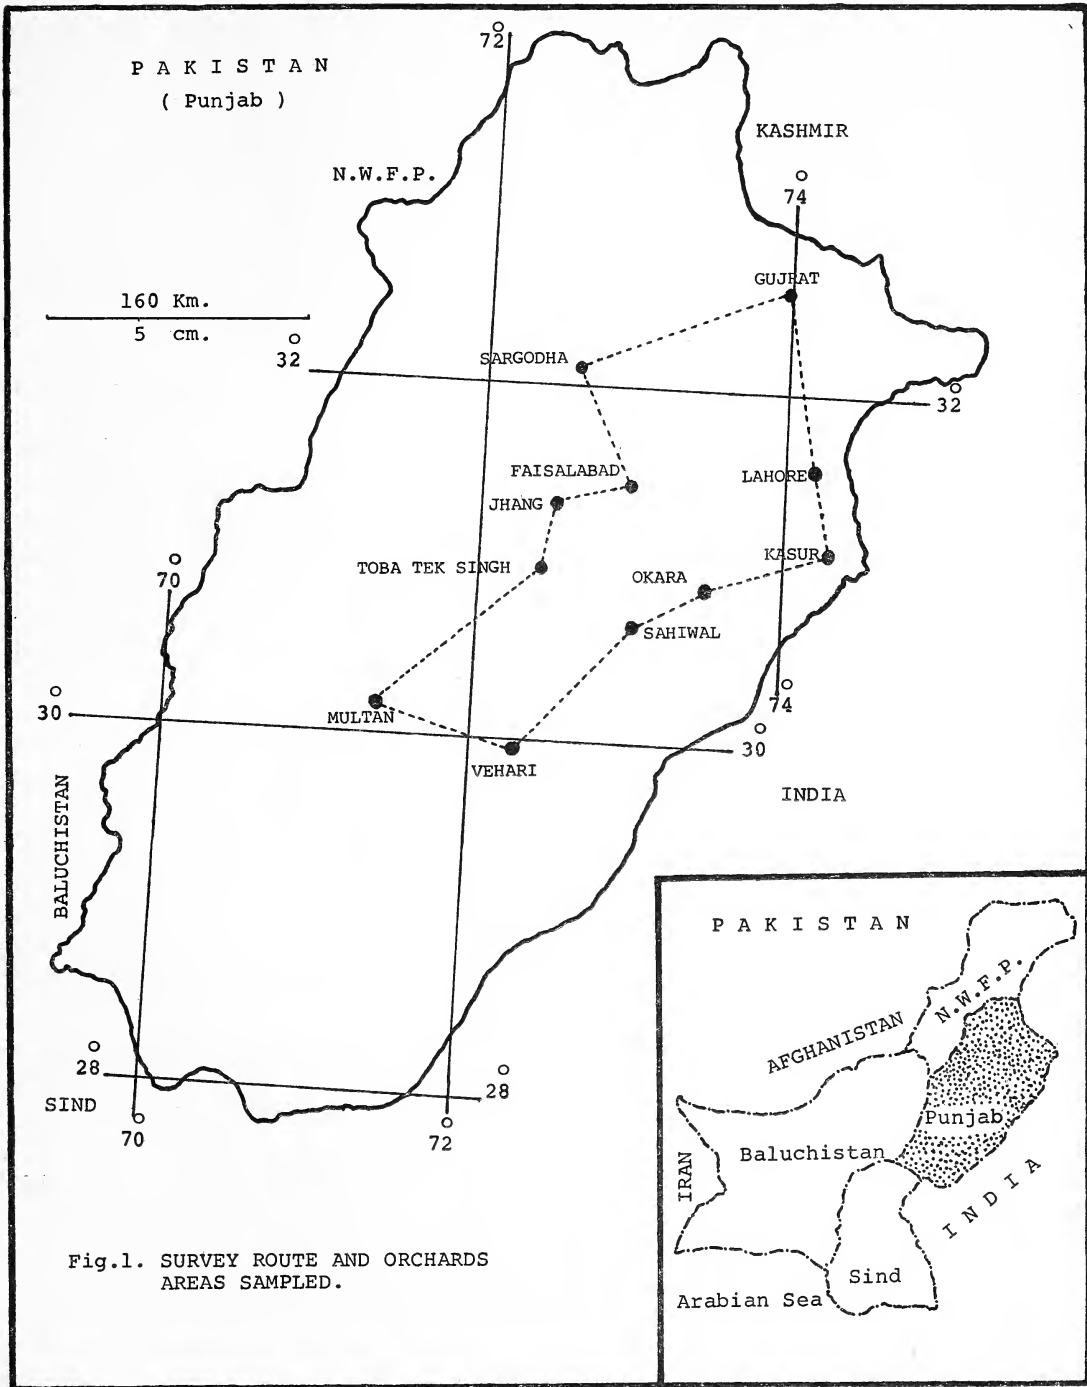 PAKISTAN
( Punjab )
72
N.W.F.P.
KASHMIR
74
GUJRAT
160 Km.
5 cm.
32
SARGODHA
32
FAISALABAD
LAHORE
JHANG
KASUR
TOBA TEK SINGH
OKARA
70
SAHIWAL
30
MULTAN
74
30
VEHARI
BALUCHISTAN
INDIA
28
28
SIND
70
72
Fig.1. SURVEY ROUTE AND ORCHARDS
AREAS SAMPLED.
PAKISTAN
N.W.F.P.
AFGHANISTAN
Punjab
Baluchistan
IRAN
INDIA
Sind
Arabian Sea